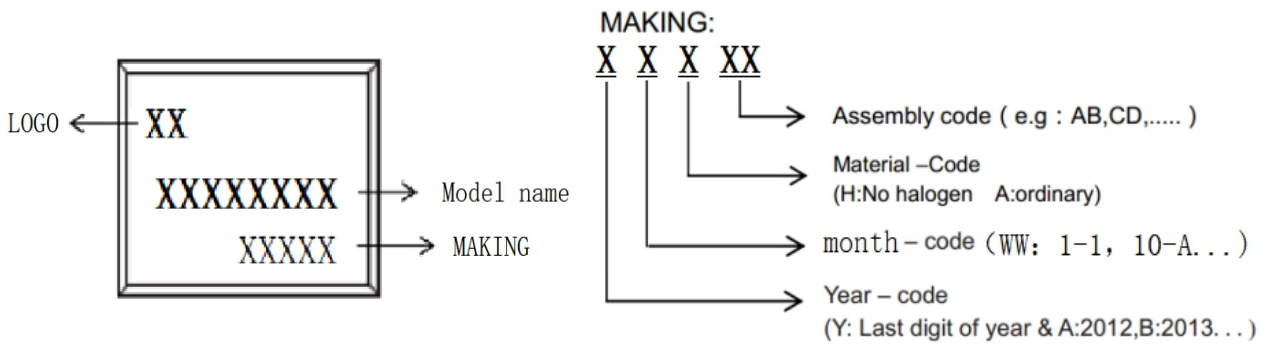 LOGO
XX
XXXXXXXX
Model name
XXXXX
MAKING
MAKING:
X X X XX
Assembly code ( e.g : AB,CD,..... )
Material –Code
(H:No halogen A:ordinary)
month – code (WW: 1-1, 10-A...)
Year – code
(Y: Last digit of year & A:2012,B:2013...)